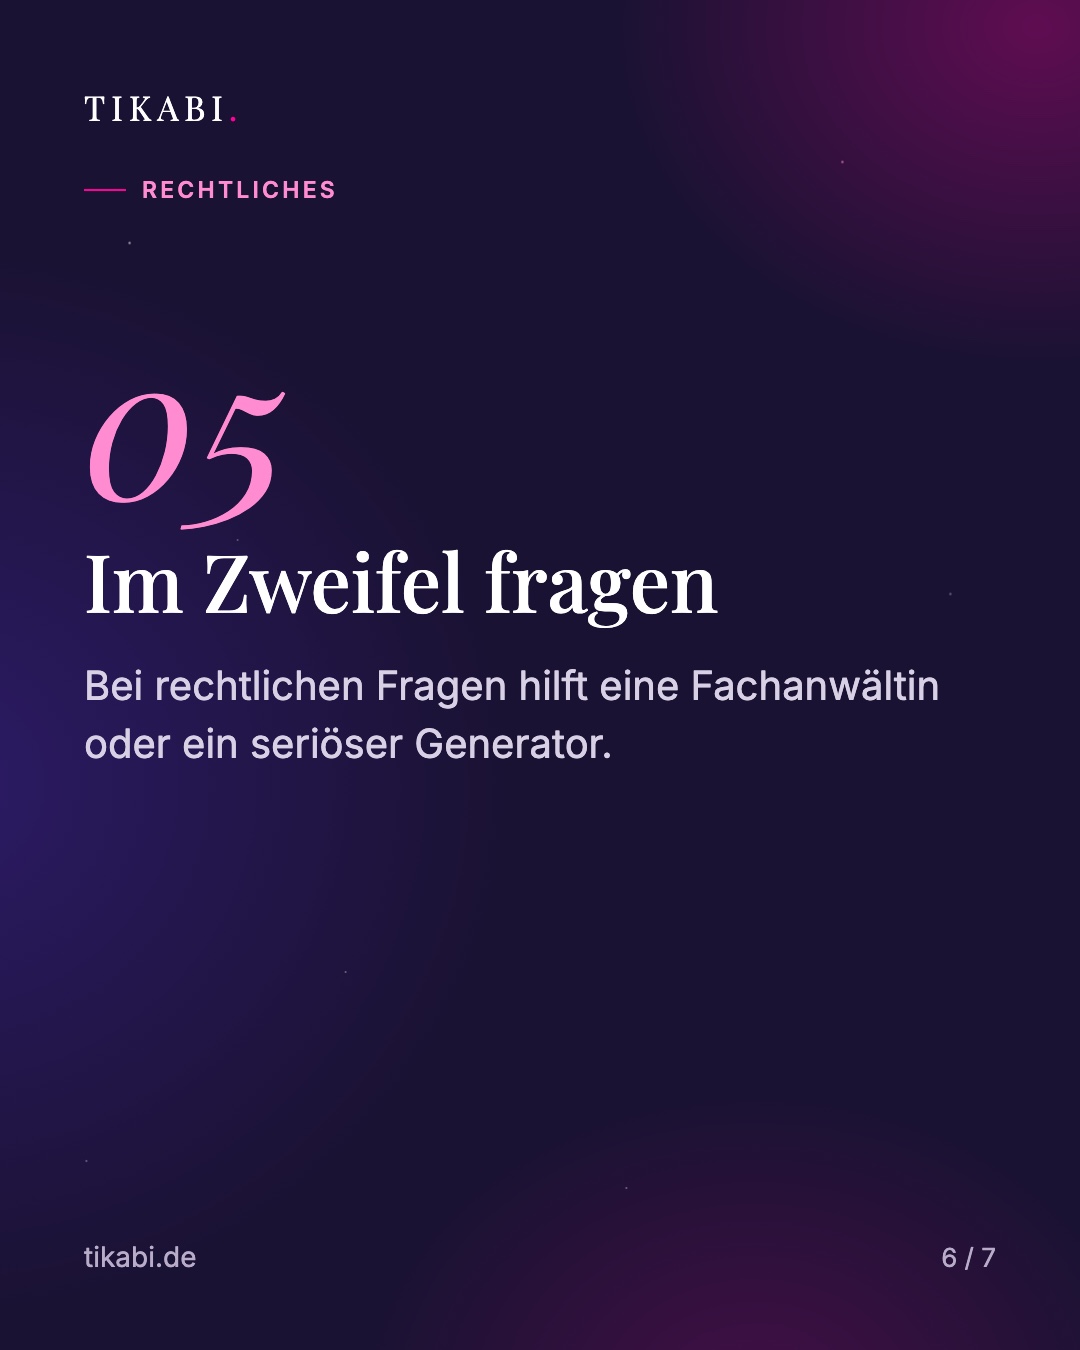 TIKABI.
RECHTLICHES
05
Im Zweifel fragen
Bei rechtlichen Fragen hilft eine Fachanwältin
oder ein seriöser Generator.
tikabi.de
6 / 7